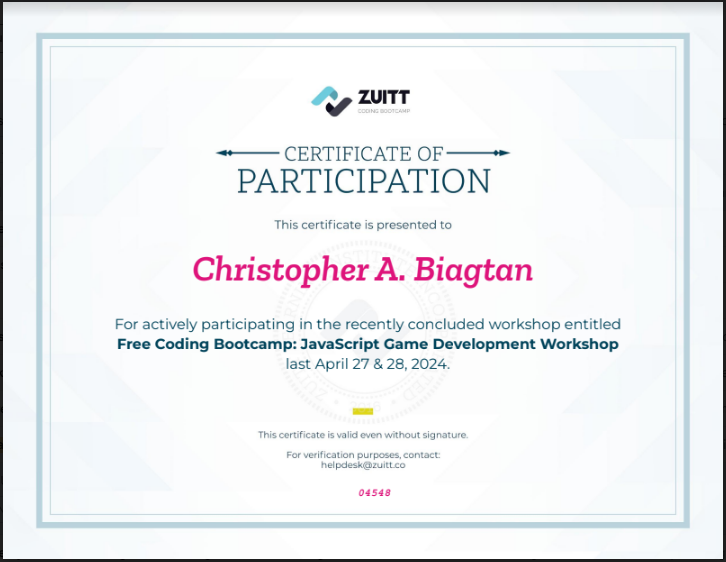 ZUITT
CODING BOOTCAMP
CERTIFICATE OF
PARTICIPATION
This certificate is presented to
Christopher A. Biagtan
For actively participating in the recently concluded workshop entitled
Free Coding Bootcamp: JavaScript Game Development Workshop
last April 27 & 28, 2024.
This certificate is valid even without signature.
For verification purposes, contact:
helpdesk@zuitt.co
04548